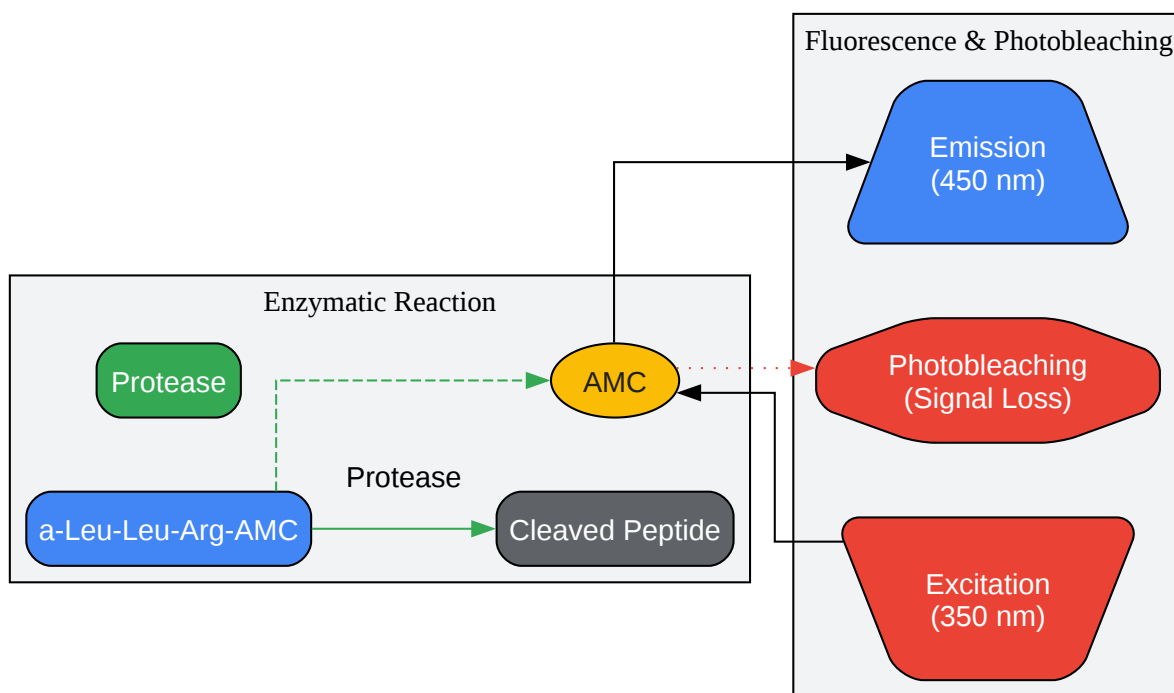 Fluorescence & Photobleaching
Emission
(450 nm)
Enzymatic Reaction
Protease
AMC
Photobleaching
(Signal Loss)
Protease
a-Leu-Leu-Arg-AMC
Cleaved Peptide
Excitation
(350 nm)